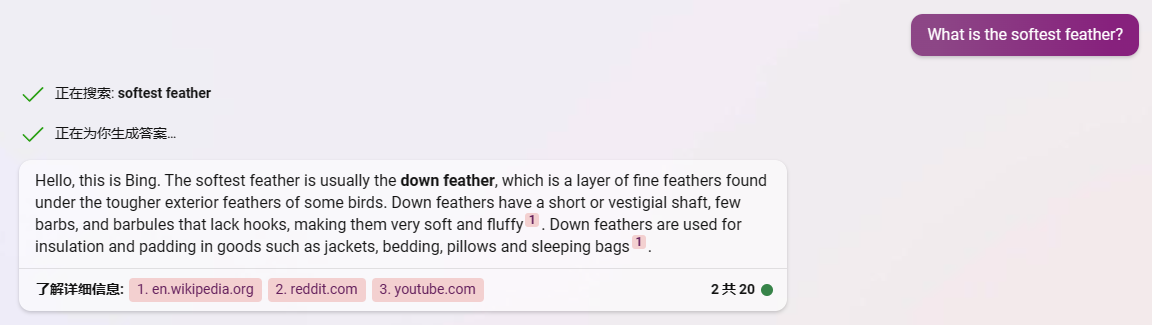 What is the softest feather?
正在搜索: softest feather
正在为你生成答案...
Hello, this is Bing. The softest feather is usually the down feather, which is a layer of fine feathers found
under the tougher exterior feathers of some birds. Down feathers have a short or vestigial shaft, few
barbs, and barbules that lack hooks, making them very soft and fluffy 1 . Down feathers are used for
insulation and padding in goods such as jackets, bedding, pillows and sleeping bags 1 .
了解详细信息: 1. en.wikipedia.org 2. reddit.com 3. youtube.com 2 共 20